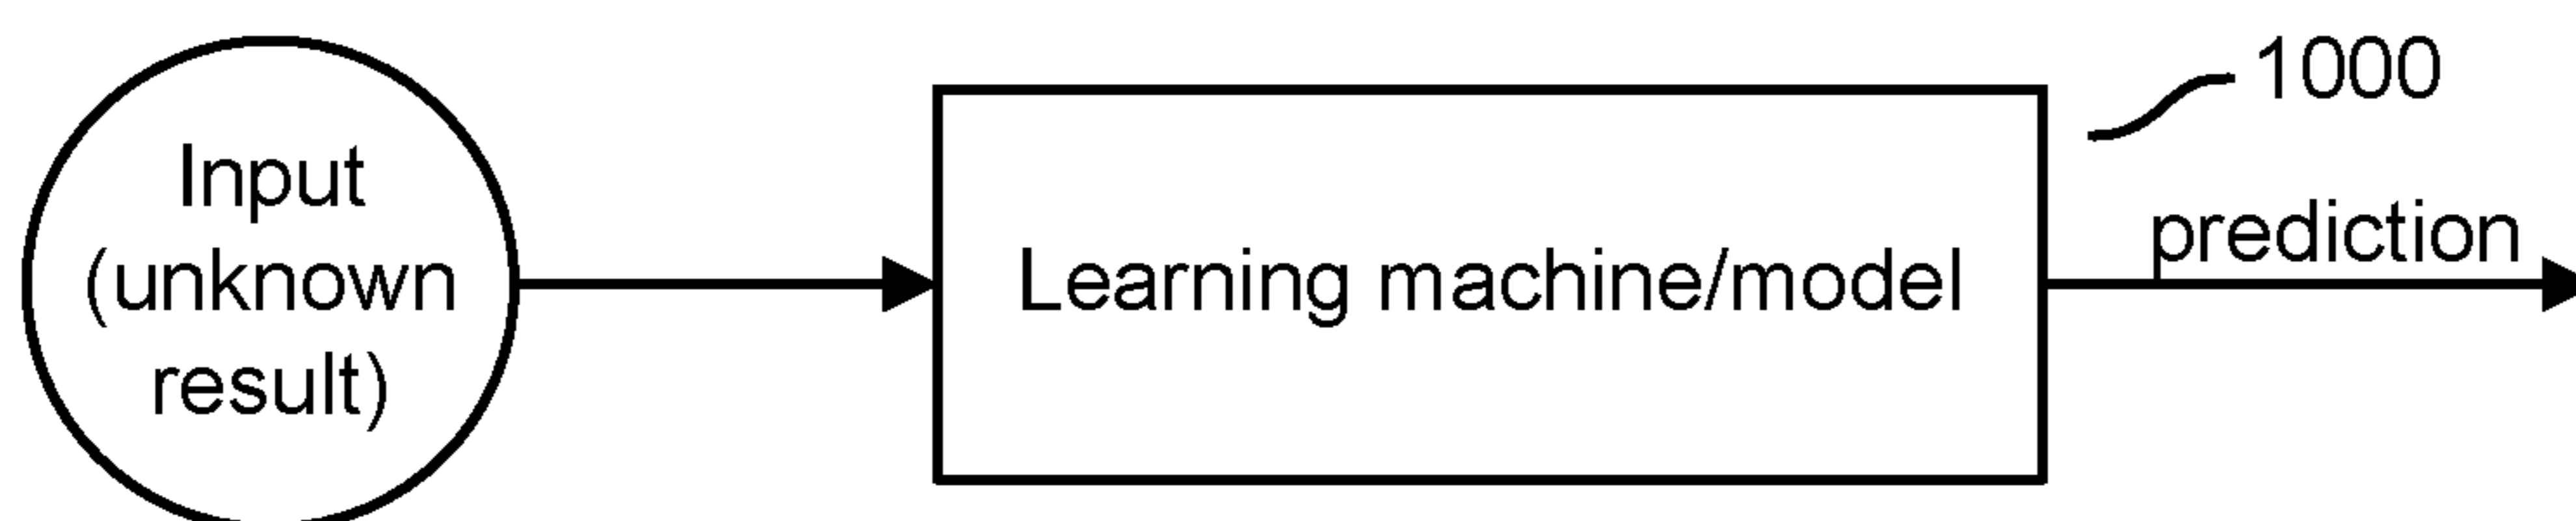 Input
(unknown
result)
Learning machine/model
1000
prediction